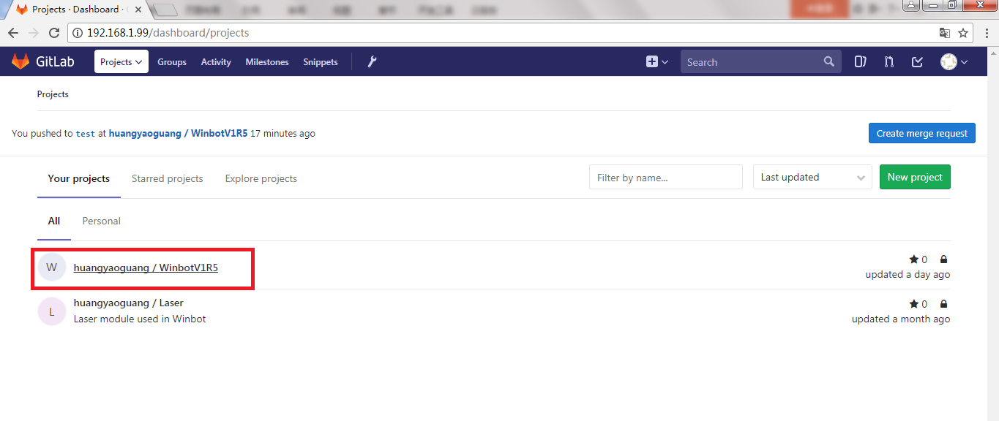 Projects · Dashboard ·
192.168.1.99/dashboard/projects
GitLab Projects Groups Activity Milestones Snippets Search
Projects
You pushed to test at huangyaoguang / WinbotV1R5 17 minutes ago Create merge request
Your projects Starred projects Explore projects Filter by name... Last updated New project
All Personal
W huangyaoguang / WinbotV1R5 0
updated a day ago
huangyaoguang / Laser 0
L Laser module used in Winbot updated a month ago